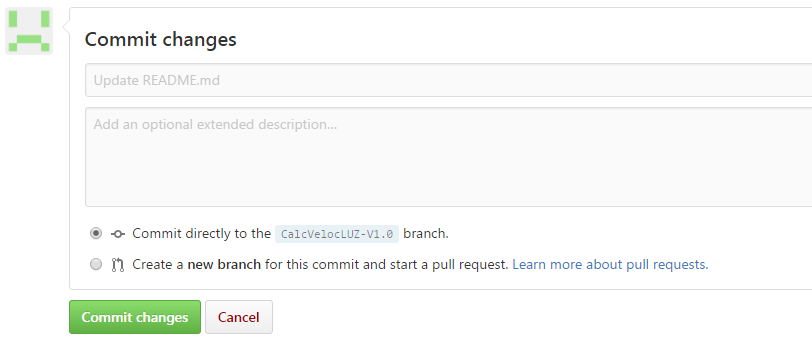 Commit changes
Update README.md
Add an optional extended description...
Commit directly to the CalcVelocLUZ-V1.0 branch.
Create a new branch for this commit and start a pull request. Learn more about pull requests.
Commit changes Cancel